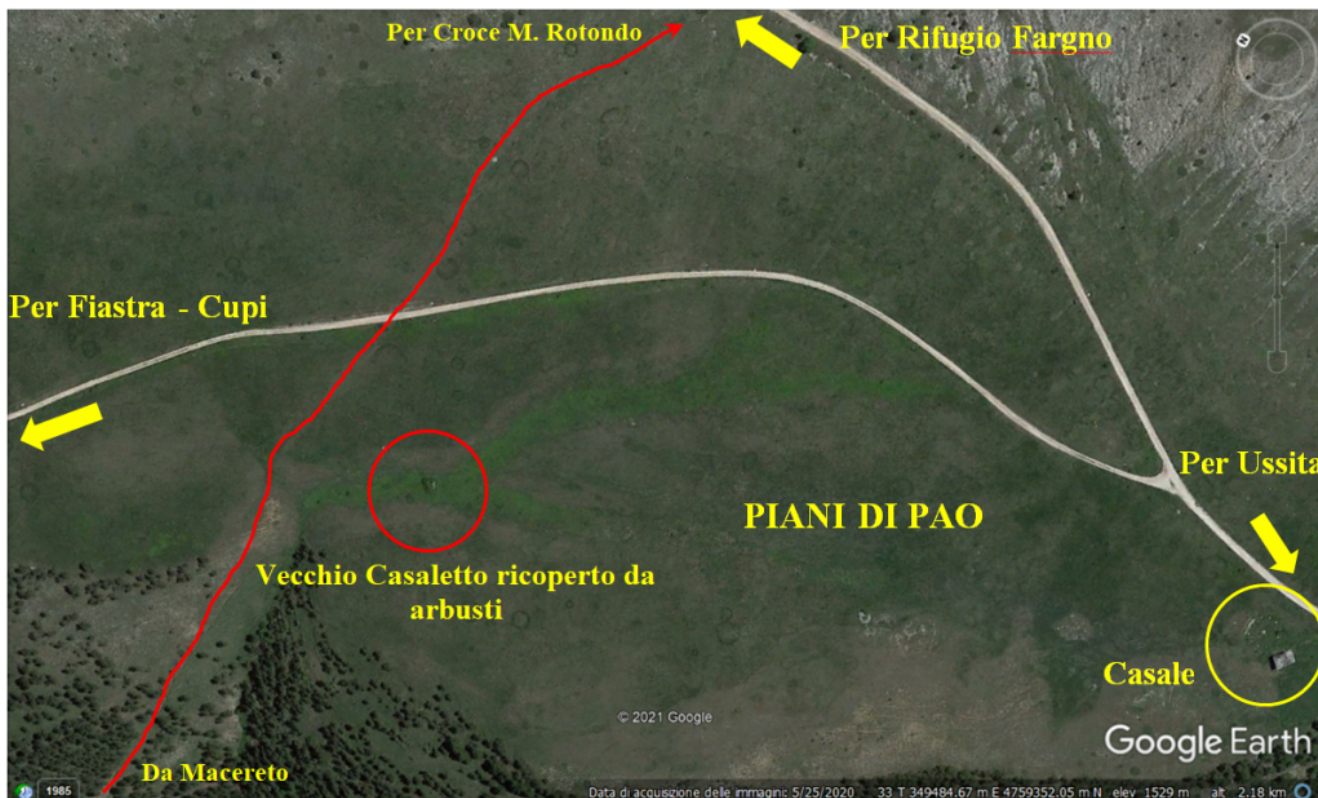 Per Croce M. Rotondo
Per Rifugio Fargno
N
Per Fiastra - Cupi
Per Ussita
PIANI DI PAO
Vecchio Casaletto ricoperto da
arbusti
Casale
© 2021 Google
Google Earth
Da Macereto
1985
Data di acquisizione delle immagini: 5/25/2020 33 T 349484.67 m E 4759352.05 m N elev 1529 m alt 2.18 km